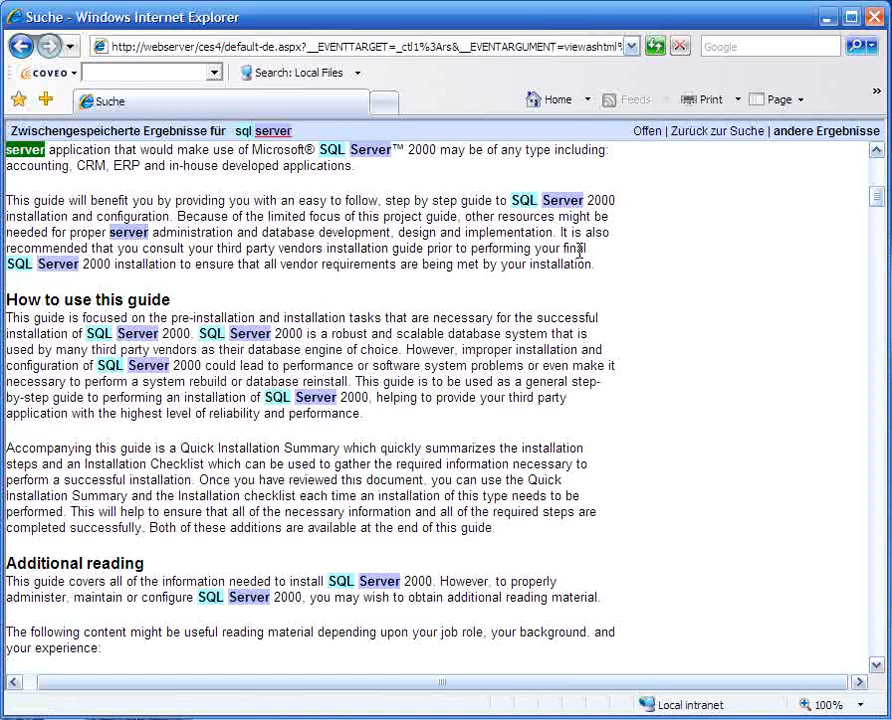 Suche - Windows Internet Explorer
http://webserver/ces4/default-de.aspx?__EVENTTARGET=_ctl1%3Ars&__EVENTARGUMENT=viewashtml%
Google
COVEO
Search: Local Files
Suche
Home
Feeds
Print
Page
Zwischengespeicherte Ergebnisse für sql server
Offen | Zurück zur Suche | andere Ergebnisse
server application that would make use of Microsoft® SQL Server™ 2000 may be of any type including:
accounting, CRM, ERP and in-house developed applications.
This guide will benefit you by providing you with an easy to follow, step by step guide to SQL Server 2000
installation and configuration. Because of the limited focus of this project guide, other resources might be
needed for proper server administration and database development, design and implementation. It is also
recommended that you consult your third party vendors installation guide prior to performing your final
SQL Server 2000 installation to ensure that all vendor requirements are being met by your installation.
How to use this guide
This guide is focused on the pre-installation and installation tasks that are necessary for the successful
installation of SQL Server 2000. SQL Server 2000 is a robust and scalable database system that is
used by many third party vendors as their database engine of choice. However, improper installation and
configuration of SQL Server 2000 could lead to performance or software system problems or even make it
necessary to perform a system rebuild or database reinstall. This guide is to be used as a general step-
by-step guide to performing an installation of SQL Server 2000, helping to provide your third party
application with the highest level of reliability and performance.
Accompanying this guide is a Quick Installation Summary which quickly summarizes the installation
steps and an Installation Checklist which can be used to gather the required information necessary to
perform a successful installation. Once you have reviewed this document, you can use the Quick
Installation Summary and the Installation checklist each time an installation of this type needs to be
performed. This will help to ensure that all of the necessary information and all of the required steps are
completed successfully. Both of these additions are available at the end of this guide.
Additional reading
This guide covers all of the information needed to install SQL Server 2000. However, to properly
administer, maintain or configure SQL Server 2000, you may wish to obtain additional reading material.
The following content might be useful reading material depending upon your job role, your background, and
your experience:
Local intranet
100%